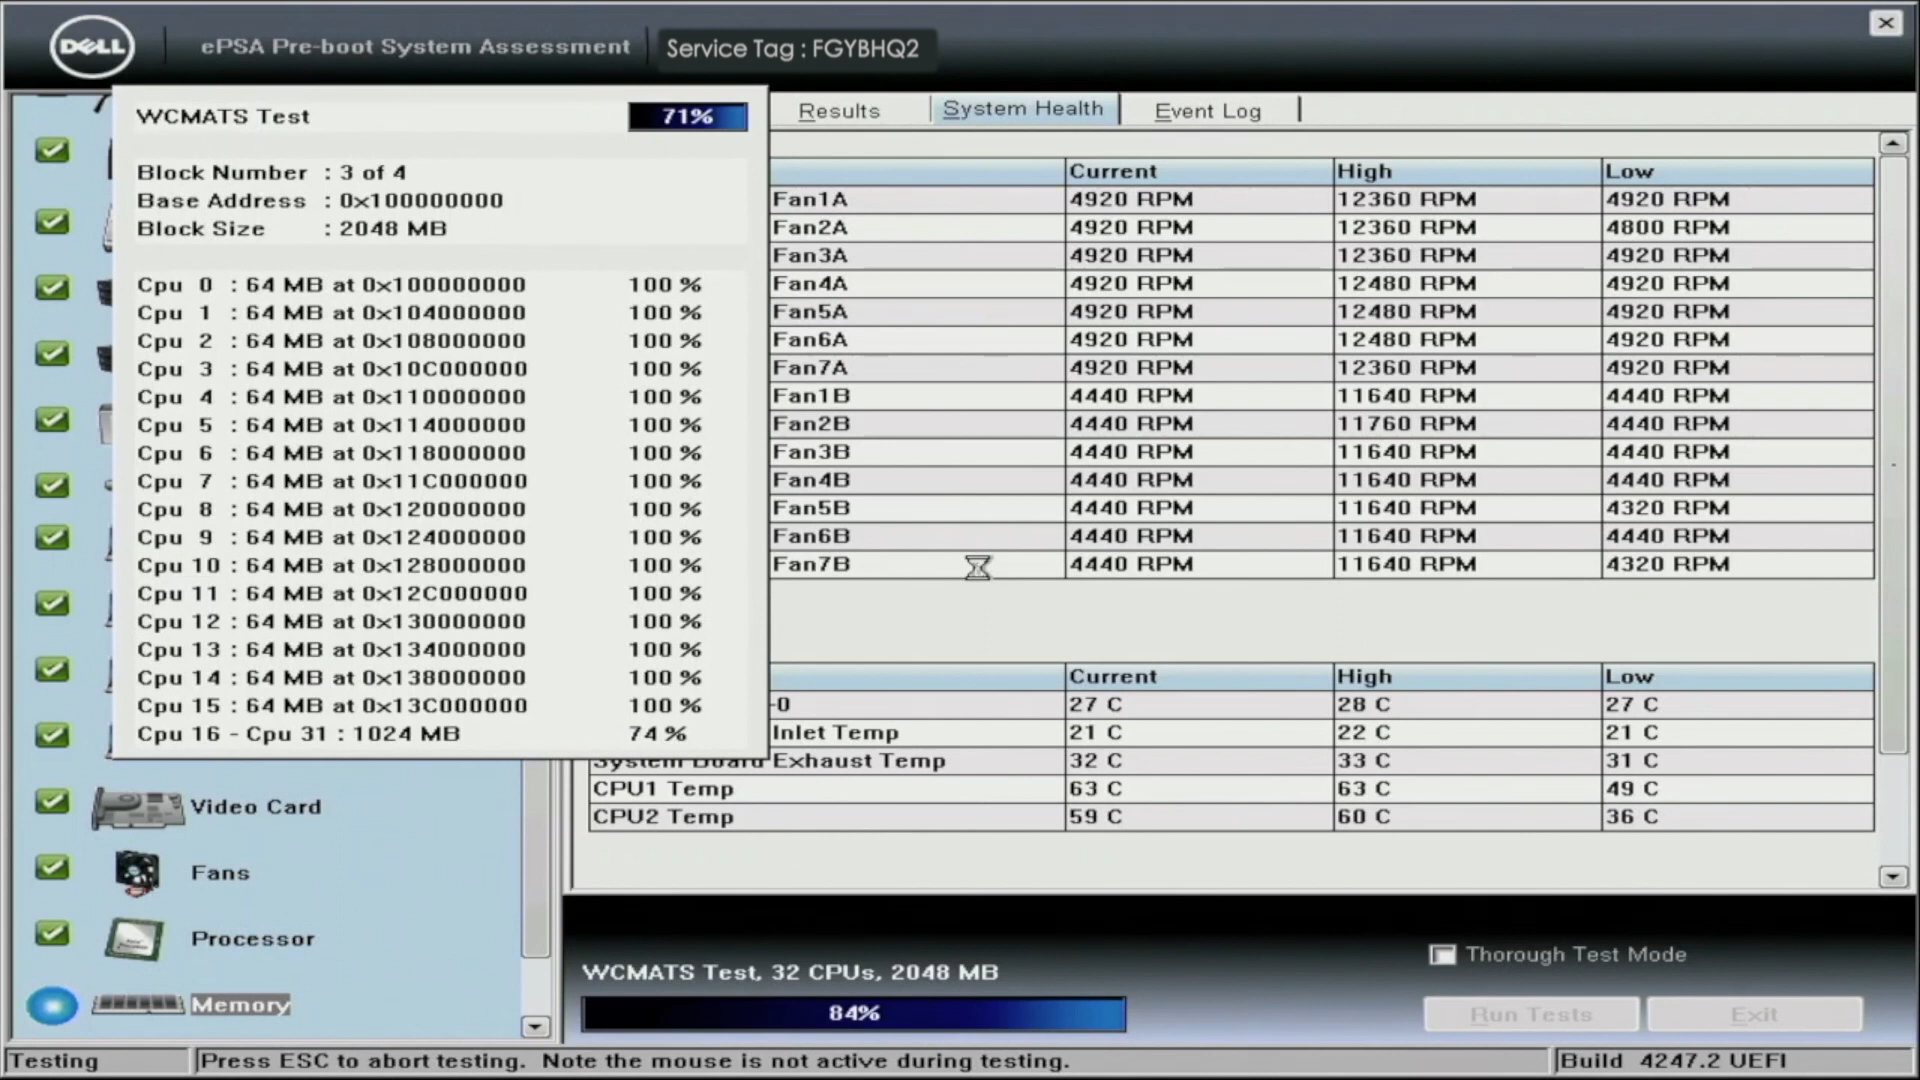 DELL
ePSA Pre-boot System Assessment
Service Tag : FGYBHQ2
WCMATS Test 71%
Block Number : 3 of 4
Base Address : 0x100000000
Block Size : 2048 MB
Cpu 0 : 64 MB at 0x100000000 100 %
Cpu 1 : 64 MB at 0x104000000 100 %
Cpu 2 : 64 MB at 0x108000000 100 %
Cpu 3 : 64 MB at 0x10C000000 100 %
Cpu 4 : 64 MB at 0x110000000 100 %
Cpu 5 : 64 MB at 0x114000000 100 %
Cpu 6 : 64 MB at 0x118000000 100 %
Cpu 7 : 64 MB at 0x11C000000 100 %
Cpu 8 : 64 MB at 0x120000000 100 %
Cpu 9 : 64 MB at 0x124000000 100 %
Cpu 10 : 64 MB at 0x128000000 100 %
Cpu 11 : 64 MB at 0x12C000000 100 %
Cpu 12 : 64 MB at 0x130000000 100 %
Cpu 13 : 64 MB at 0x134000000 100 %
Cpu 14 : 64 MB at 0x138000000 100 %
Cpu 15 : 64 MB at 0x13C000000 100 %
Cpu 16 - Cpu 31 : 1024 MB 74 %
Results System Health Event Log
Current High Low
Fan1A 4920 RPM 12360 RPM 4920 RPM
Fan2A 4920 RPM 12360 RPM 4800 RPM
Fan3A 4920 RPM 12360 RPM 4920 RPM
Fan4A 4920 RPM 12480 RPM 4920 RPM
Fan5A 4920 RPM 12480 RPM 4920 RPM
Fan6A 4920 RPM 12480 RPM 4920 RPM
Fan7A 4920 RPM 12360 RPM 4920 RPM
Fan1B 4440 RPM 11640 RPM 4440 RPM
Fan2B 4440 RPM 11760 RPM 4440 RPM
Fan3B 4440 RPM 11640 RPM 4440 RPM
Fan4B 4440 RPM 11640 RPM 4440 RPM
Fan5B 4440 RPM 11640 RPM 4320 RPM
Fan6B 4440 RPM 11640 RPM 4440 RPM
Fan7B 4440 RPM 11640 RPM 4320 RPM
Current High Low
-0 27 C 28 C 27 C
Inlet Temp 21 C 22 C 21 C
System Board Exhaust Temp 32 C 33 C 31 C
CPU1 Temp 63 C 63 C 49 C
CPU2 Temp 59 C 60 C 36 C
Video Card
Fans
Processor
Memory
WCMATS Test, 32 CPUs, 2048 MB
84%
Thorough Test Mode
Run Tests Exit
Testing Press ESC to abort testing. Note the mouse is not active during testing. Build 4247.2 UEFI